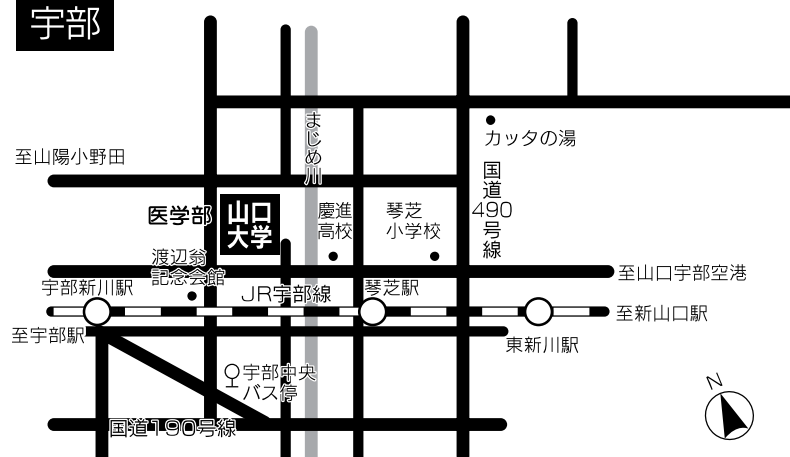 宇部
まじめ川
カッタの湯
至山陽小野田
国道
490
号線
医学部
山口
大学
慶進
高校
琴芝
小学校
渡辺翁
記念会館
至山口宇部空港
宇部新川駅
JR宇部線
琴芝駅
至新山口駅
至宇部駅
東新川駅
宇部中央
バス停
N
国道190号線